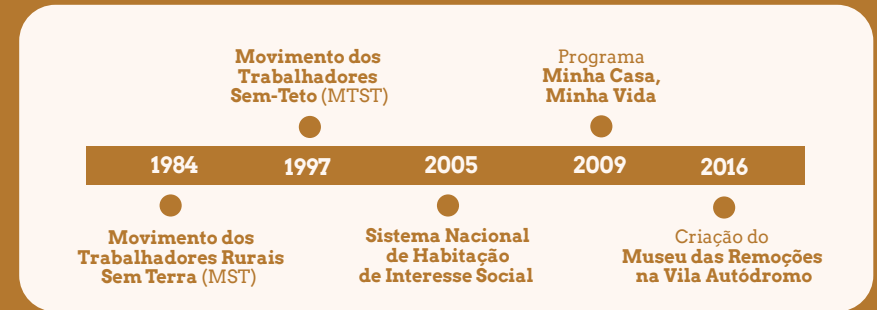 Movimento dos
Trabalhadores
Sem-Teto (MTST)
Programa
Minha Casa,
Minha Vida
1984
1997
2005
2009
2016
Movimento dos
Trabalhadores Rurais
Sem Terra (MST)
Sistema Nacional
de Habitação
de Interesse Social
Criação do
Museu das Remoções
na Vila Autódromo